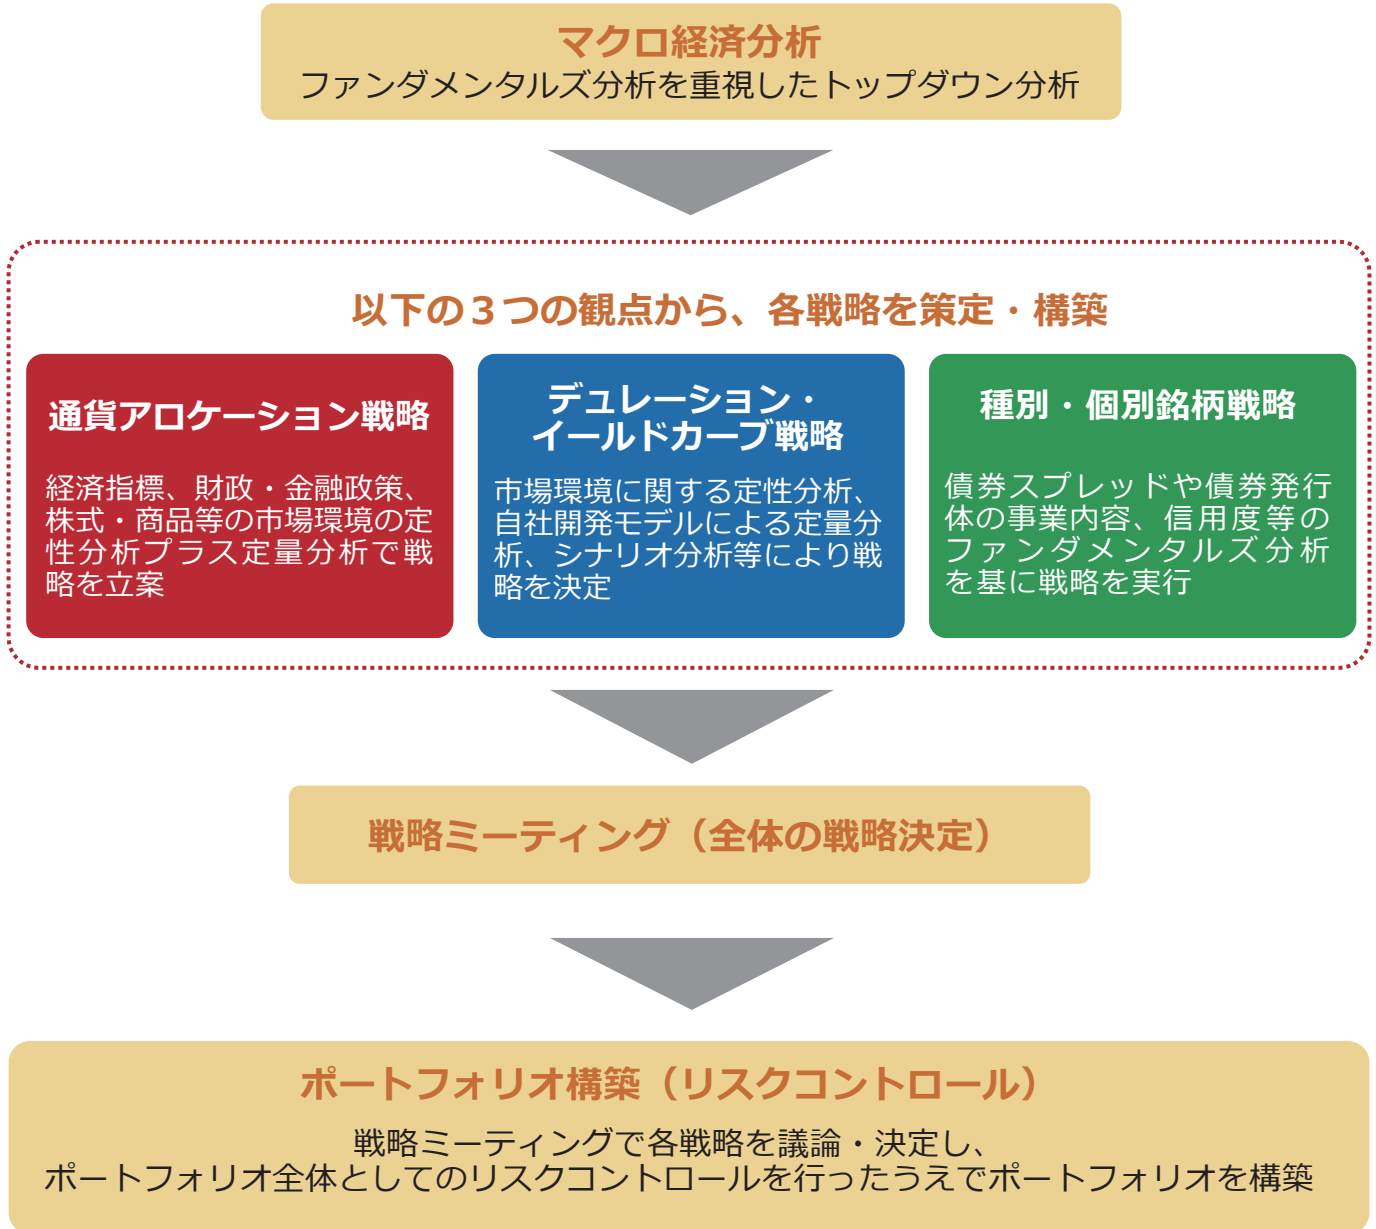 マクロ経済分析
ファンダメンタルズ分析を重視したトップダウン分析
以下の３つの観点から、各戦略を策定・構築
通貨アロケーション戦略
経済指標、財政・金融政策、
株式・商品等の市場環境の定
性分析プラス定量分析で戦
略を立案
デュレーション・
イールドカーブ戦略
市場環境に関する定性分析、
自社開発モデルによる定量分
析、シナリオ分析等により戦
略を決定
種別・個別銘柄戦略
債券スプレッドや債券発行
体の事業内容、信用度等の
ファンダメンタルズ分析
を基に戦略を実行
戦略ミーティング（全体の戦略決定）
ポートフォリオ構築（リスクコントロール）
戦略ミーティングで各戦略を議論・決定し、
ポートフォリオ全体としてのリスクコントロールを行ったうえでポートフォリオを構築